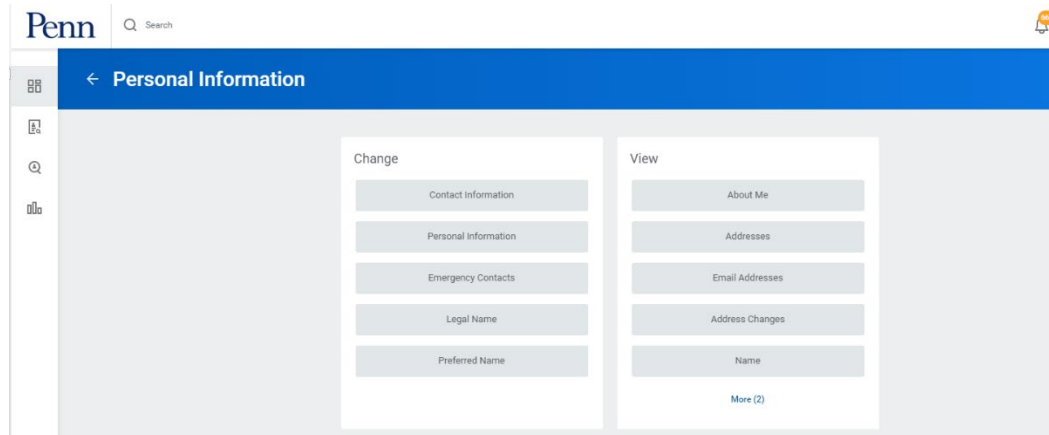 Penn
Search
Personal Information
Change
Contact Information
Personal Information
Emergency Contacts
Legal Name
Preferred Name
View
About Me
Addresses
Email Addresses
Address Changes
Name
More (2)